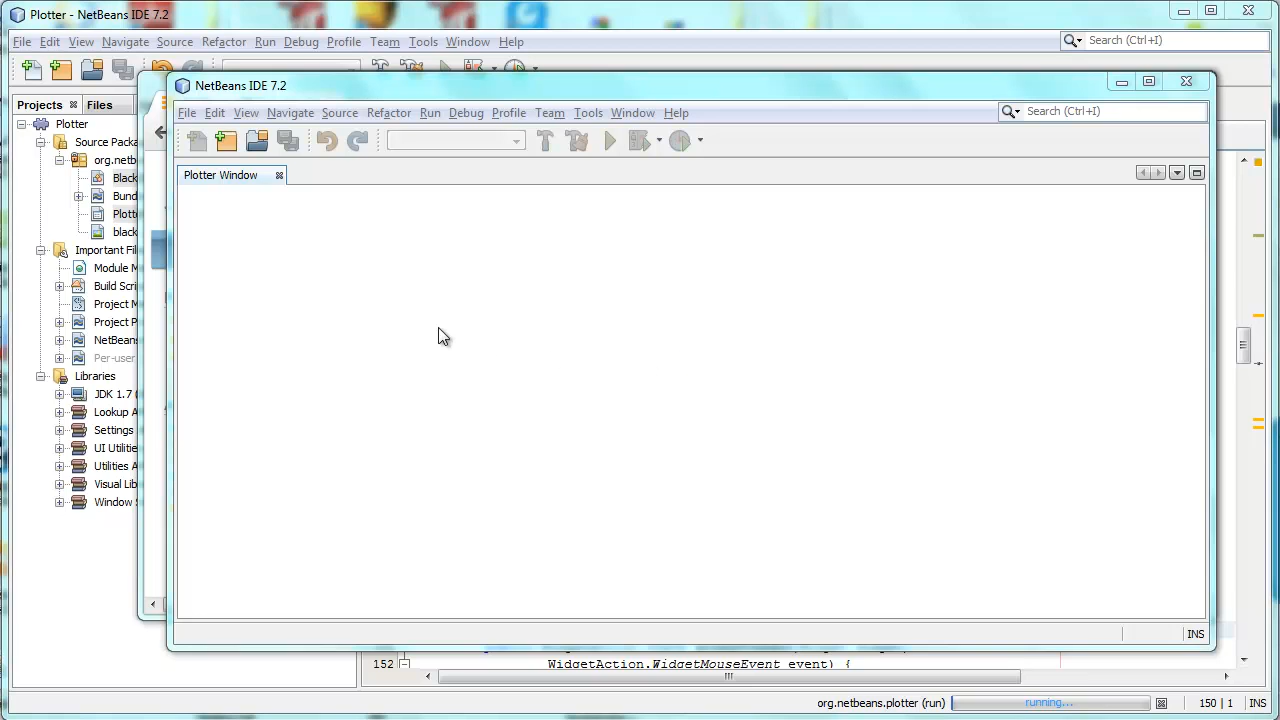 Plotter - NetBeans IDE 7.2
File Edit View Navigate Source Refactor Run Debug Profile Team Tools Window Help
Search (Ctrl+I)
NetBeans IDE 7.2
File Edit View Navigate Source Refactor Run Debug Profile Team Tools Window Help
Search (Ctrl+I)
Plotter Window
INS
Projects Files
Plotter
Source Packa
org.netb
Black
Bund
Plotte
black
Important Fil
Module M
Build Scri
Project M
Project P
NetBeans
Per-user
Libraries
JDK 1.7 (
Lookup A
Settings
UI Utilitie
Utilities A
Visual Lib
Window S
152 WidgetAction.WidgetMouseEvent event) {
org.netbeans.plotter (run) running... 150 | 1 INS